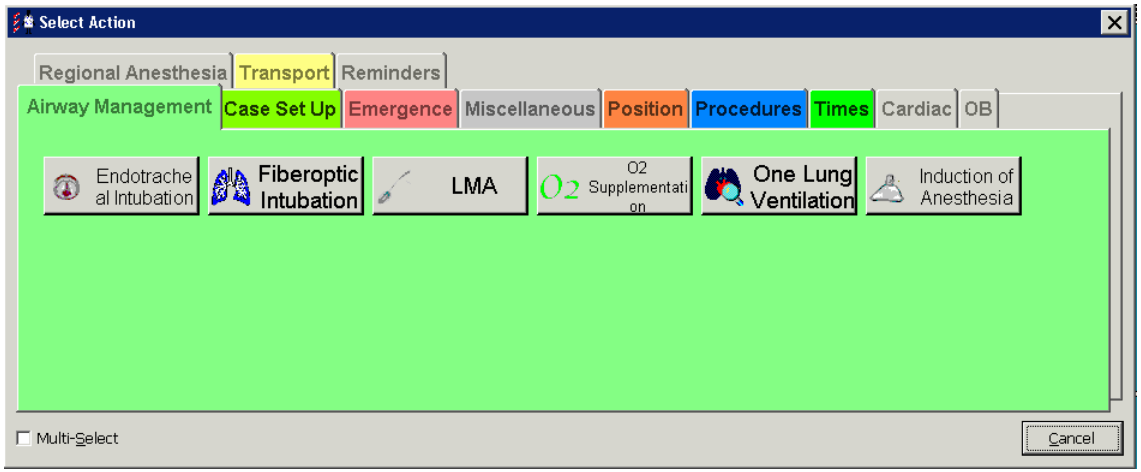 Select Action
Regional Anesthesia Transport Reminders
Airway Management Case Set Up Emergence Miscellaneous Position Procedures Times Cardiac OB
Endotrache
al Intubation
Fiberoptic
Intubation
LMA
O2
O2
Supplementati
on
One Lung
Ventilation
Induction of
Anesthesia
Multi-Select
Cancel